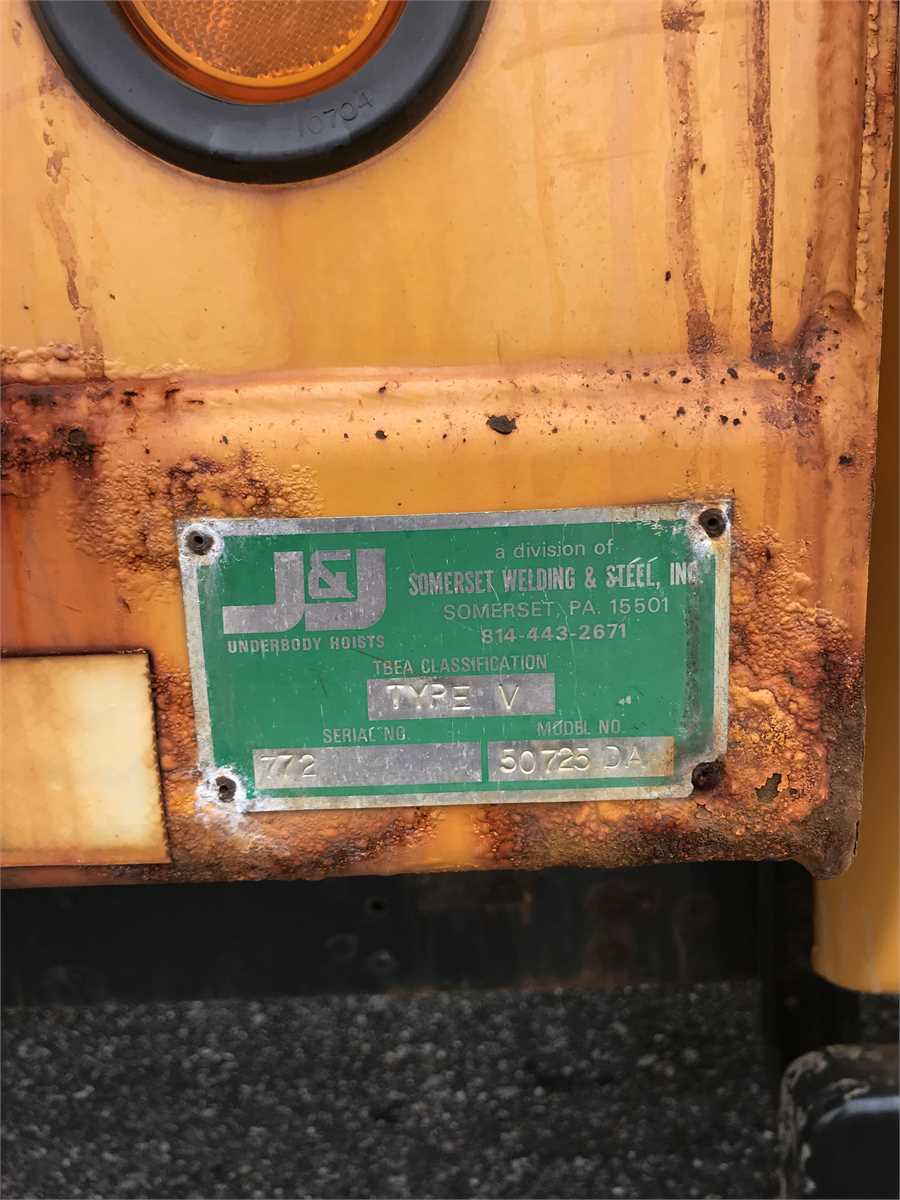 10704
J&J
UNDERBODY HOISTS
a division of
SOMERSET WELDING & STEEL, INC.
SOMERSET, PA. 15501
814-443-2671
TBEA CLASSIFICATION
TYPE V
SERIAL NO.
772
MODEL NO.
50725 DA